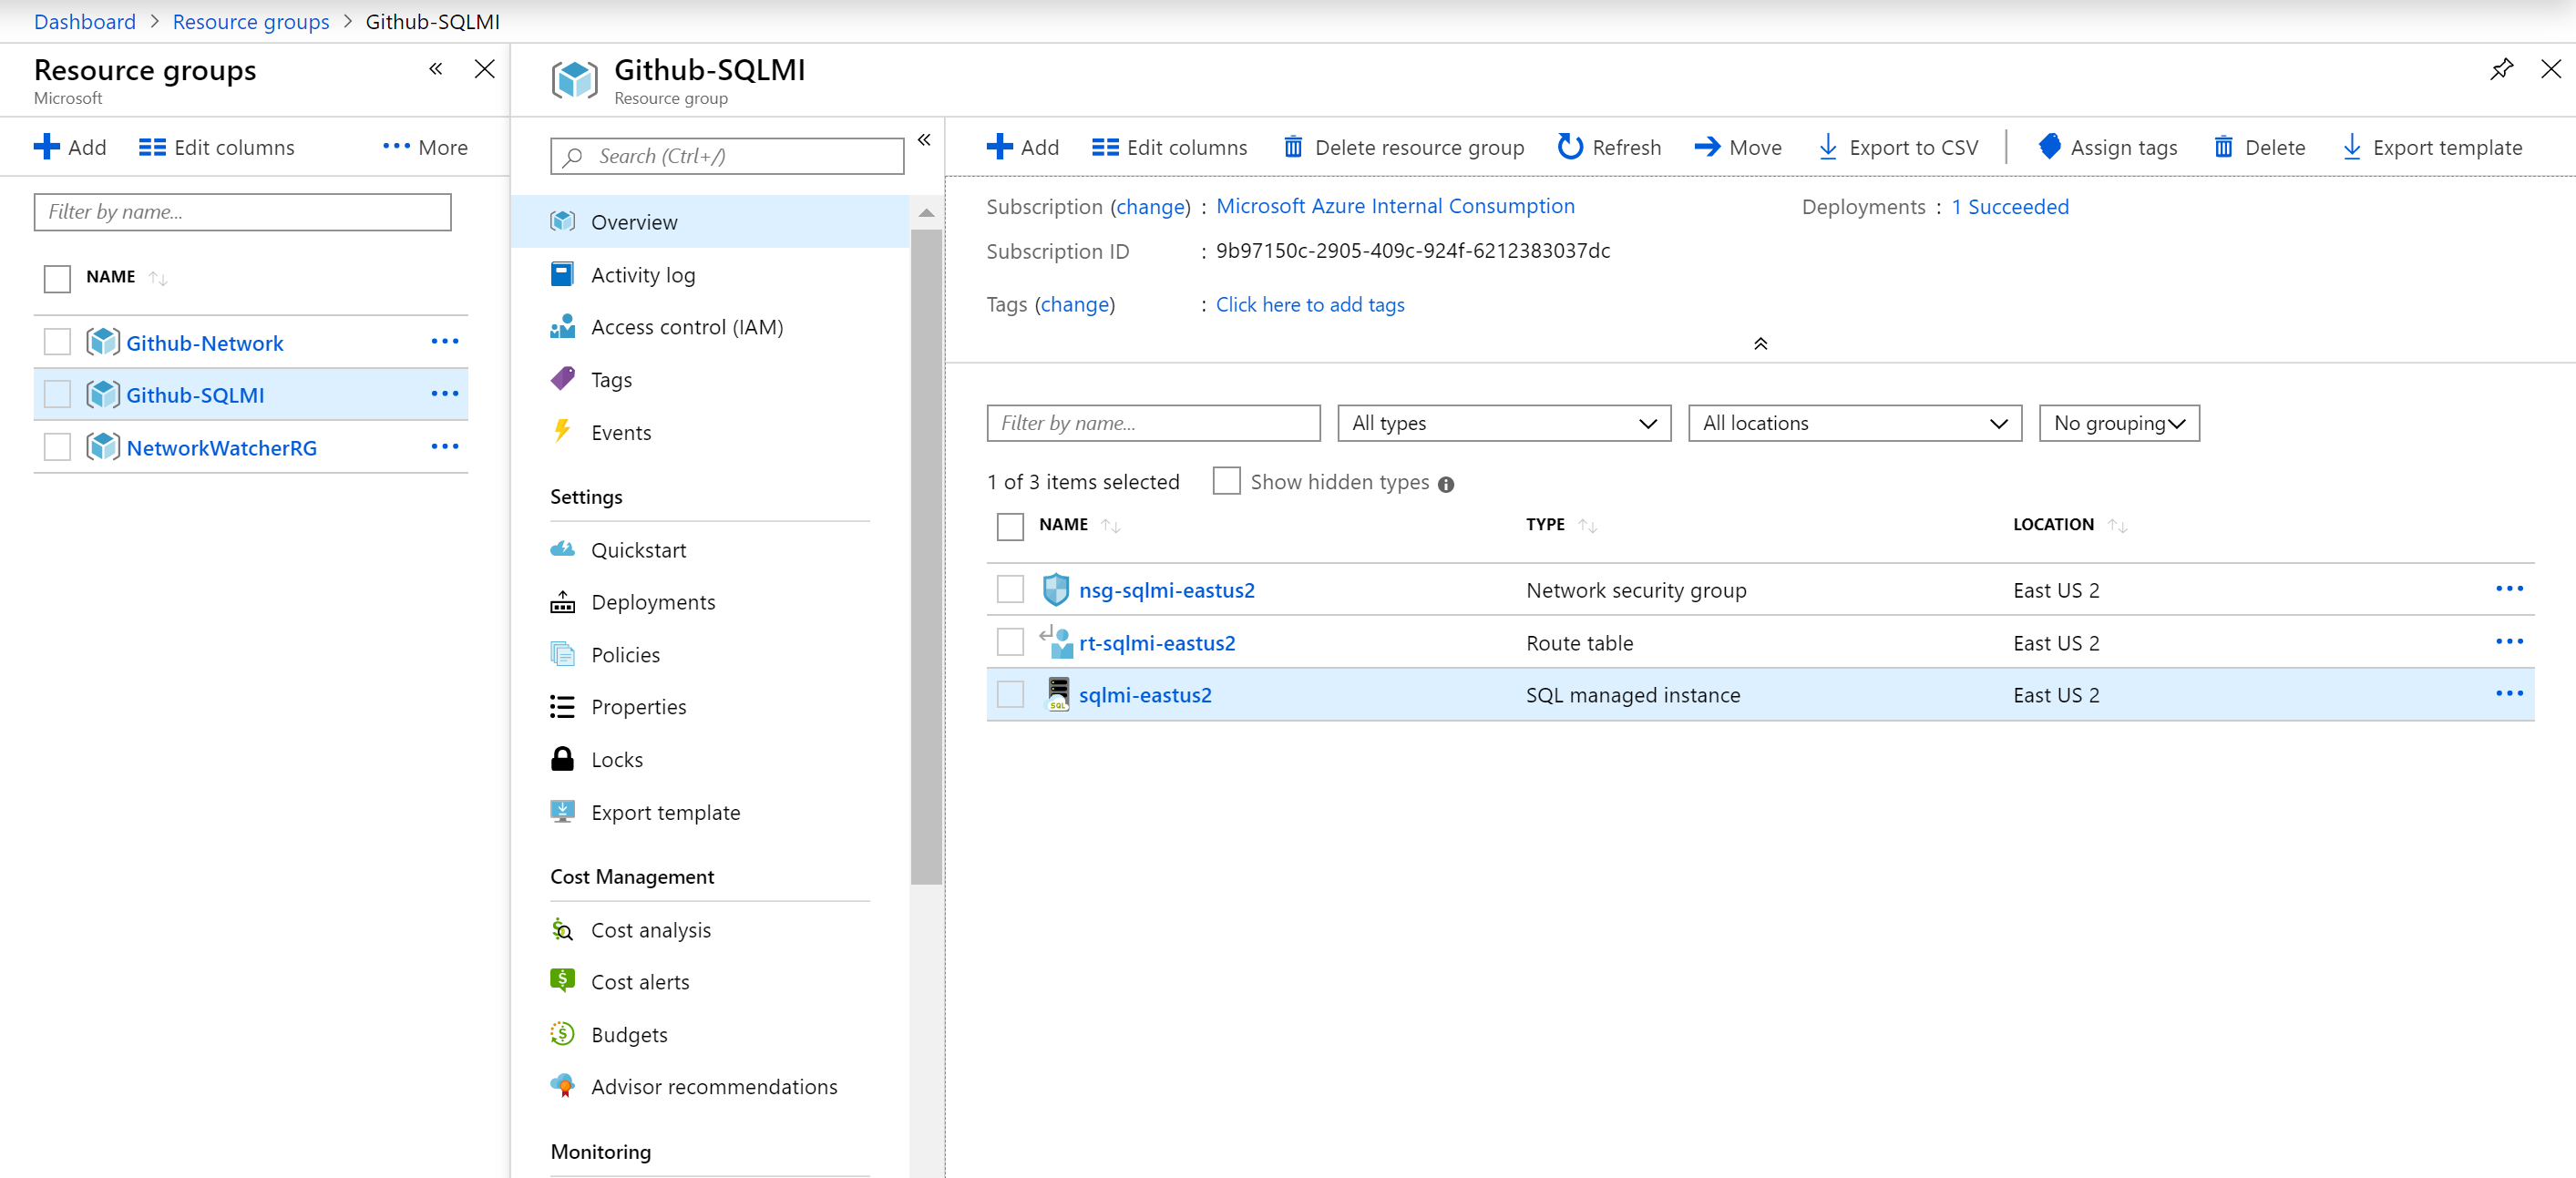 Dashboard > Resource groups > Github-SQLMI
Resource groups
Microsoft
Add Edit columns More
Filter by name...
NAME
Github-Network
Github-SQLMI
NetworkWatcherRG
Github-SQLMI
Resource group
Search (Ctrl+/)
Overview
Activity log
Access control (IAM)
Tags
Events
Settings
Quickstart
Deployments
Policies
Properties
Locks
Export template
Cost Management
Cost analysis
Cost alerts
Budgets
Advisor recommendations
Monitoring
Add Edit columns Delete resource group Refresh Move Export to CSV Assign tags Delete Export template
Subscription (change) : Microsoft Azure Internal Consumption Deployments : 1 Succeeded
Subscription ID : 9b97150c-2905-409c-924f-6212383037dc
Tags (change) : Click here to add tags
Filter by name... All types All locations No grouping
1 of 3 items selected Show hidden types
NAME TYPE LOCATION
nsg-sqlmi-eastus2 Network security group East US 2
rt-sqlmi-eastus2 Route table East US 2
SQL sqlmi-eastus2 SQL managed instance East US 2